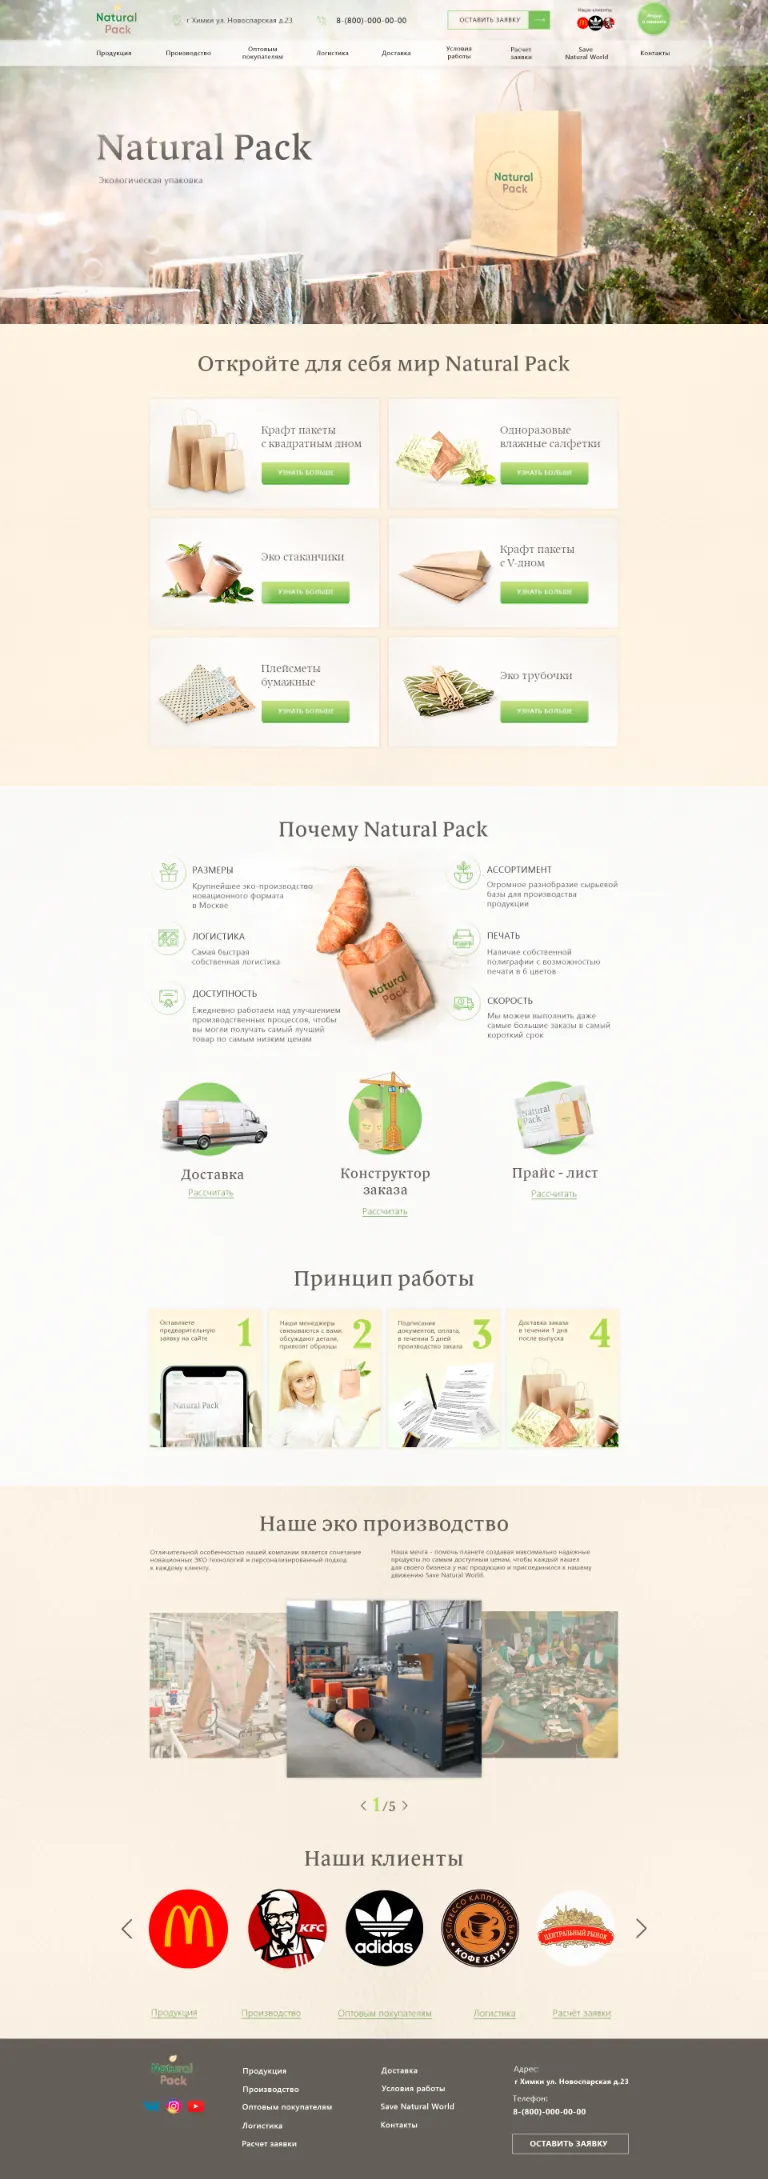 Natural
Pack
г Химки ул. Новоспарская д.23
8-(800)-000-00-00
ОСТАВИТЬ ЗАЯВКУ
Наши клиенты
Продукция
Производство
Оптовым
покупателям
Логистика
Доставка
Условия
работы
Расчет
заявки
Save
Natural World
Контакты
Natural Pack
Экологическая упаковка
Natural
Pack
Откройте для себя мир Natural Pack
Крафт пакеты
с квадратным дном
УЗНАТЬ БОЛЬШЕ
Одноразовые
влажные салфетки
УЗНАТЬ БОЛЬШЕ
Эко стаканчики
УЗНАТЬ БОЛЬШЕ
Крафт пакеты
с V-дном
УЗНАТЬ БОЛЬШЕ
Плейсметы
бумажные
УЗНАТЬ БОЛЬШЕ
Эко трубочки
УЗНАТЬ БОЛЬШЕ
Почему Natural Pack
РАЗМЕРЫ
Крупнейшее эко-производство
новационного формата
в Москве
ЛОГИСТИКА
Самая быстрая
собственная логистика
ДОСТУПНОСТЬ
Ежедневно работаем над улучшением
производственных процессов, чтобы
вы могли получать самый лучший
товар по самым низким ценам
Natural
Pack
АССОРТИМЕНТ
Огромное разнобразие сырьевой
базы для производства
продукции
ПЕЧАТЬ
Наличие собственной
полиграфии с возможностью
печати в 6 цветов
СКОРОСТЬ
Мы можем выполнить даже
самые большие заказы в самый
короткий срок
Доставка
Рассчитать
Конструктор
заказа
Рассчитать
Natural
Pack
Прайс - лист
Рассчитать
Принцип работы
Оставляете
предварительную
заявку на сайте
1
Natural Pack
Наши менеджеры
связываются с вами,
обсуждают детали,
привозят образцы
2
Подписание
документов, оплата,
в течении 5 дней
производство заказа
3
Доставка заказа
в течении 1 дня
после выпуска
4
Наше эко производство
Отличительной особенностью нашей компании является сочетание
новационных ЭКО технологий и персонализированный подход
к каждому клиенту.
Наша мечта - помочь планете создавая максимально надежные
продукты по самым доступным ценам, чтобы каждый вашел
для своего бизнеса у нас продукцию и присоединился к нашему
движению Save Natural World.
1/5
Наши клиенты
KFC
adidas
ЭСПРЕССО КАПУЧЧИНО БАР
КОФЕ ХАУЗ
ЦЕНТРАЛЬНЫЙ РЫНОК
Продукция
Производство
Оптовым покупателям
Логистика
Расчёт заявки
Natural
Pack
Продукция
Производство
Оптовым покупателям
Логистика
Расчет заявки
Доставка
Условия работы
Save Natural World
Контакты
Адрес:
г Химки ул. Новоспарская д.23
Телефон:
8-(800)-000-00-00
ОСТАВИТЬ ЗАЯВКУ